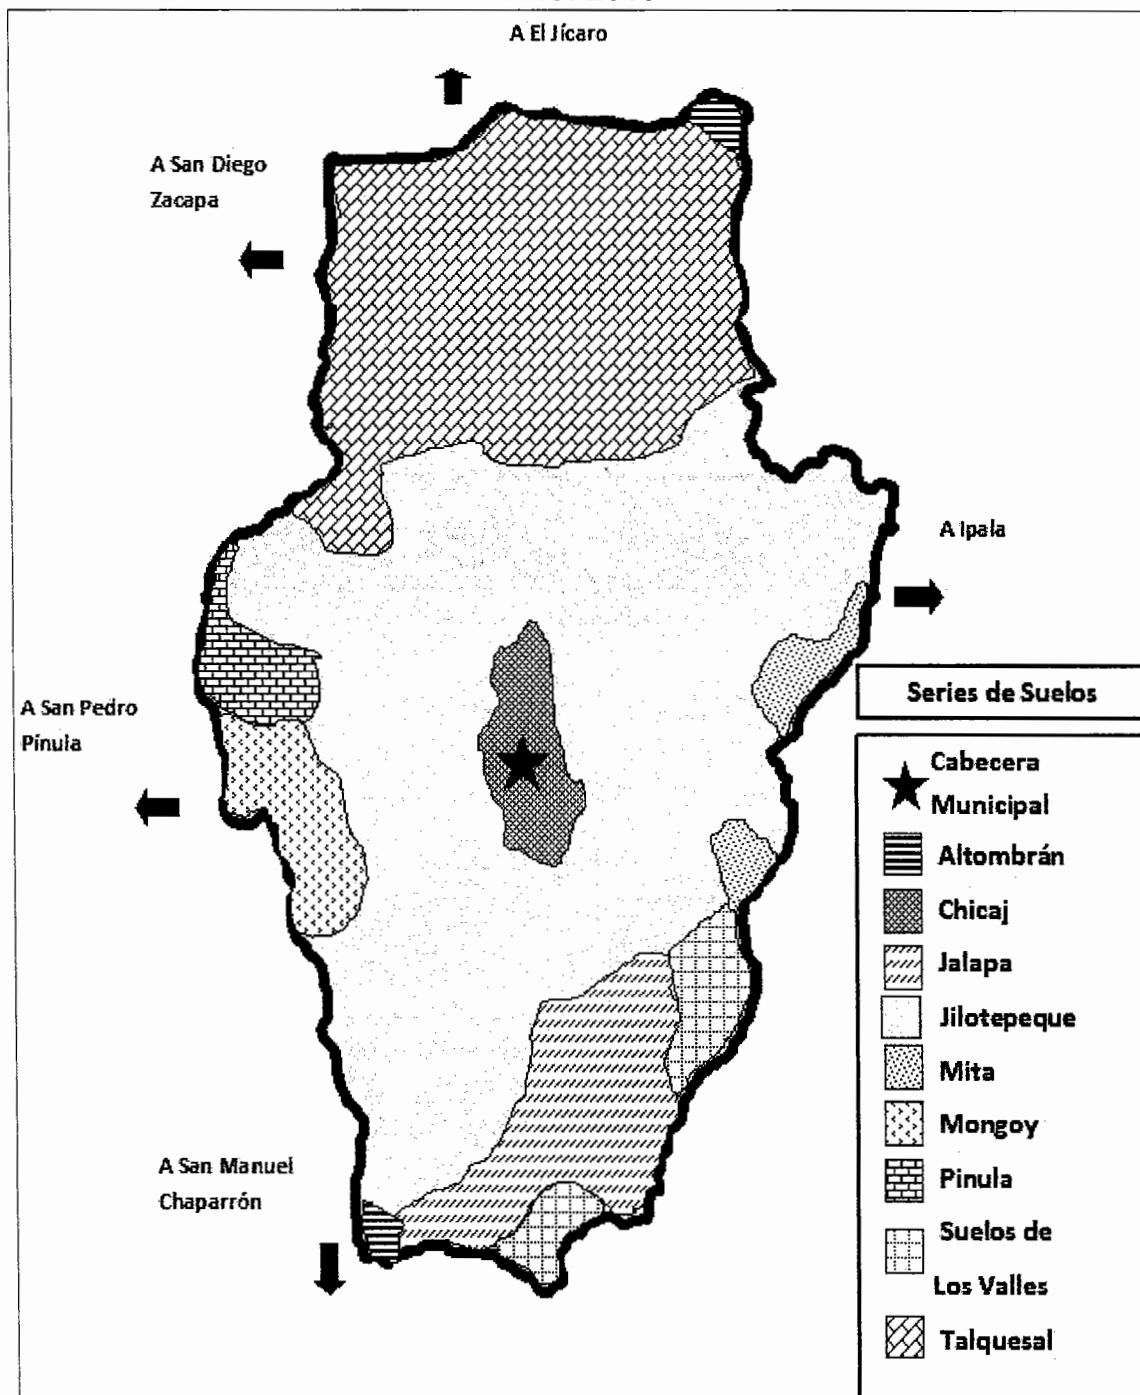 A El Jícaro
A San Diego
Zacapa
A Ipala
A San Pedro
Pínula
A San Manuel
Chaparrón
Series de Suelos
Cabecera
Municipal
Altombrán
Chicaj
Jalapa
Jilotepeque
Mita
Mongoy
Pinula
Suelos de
Los Valles
Talquesal